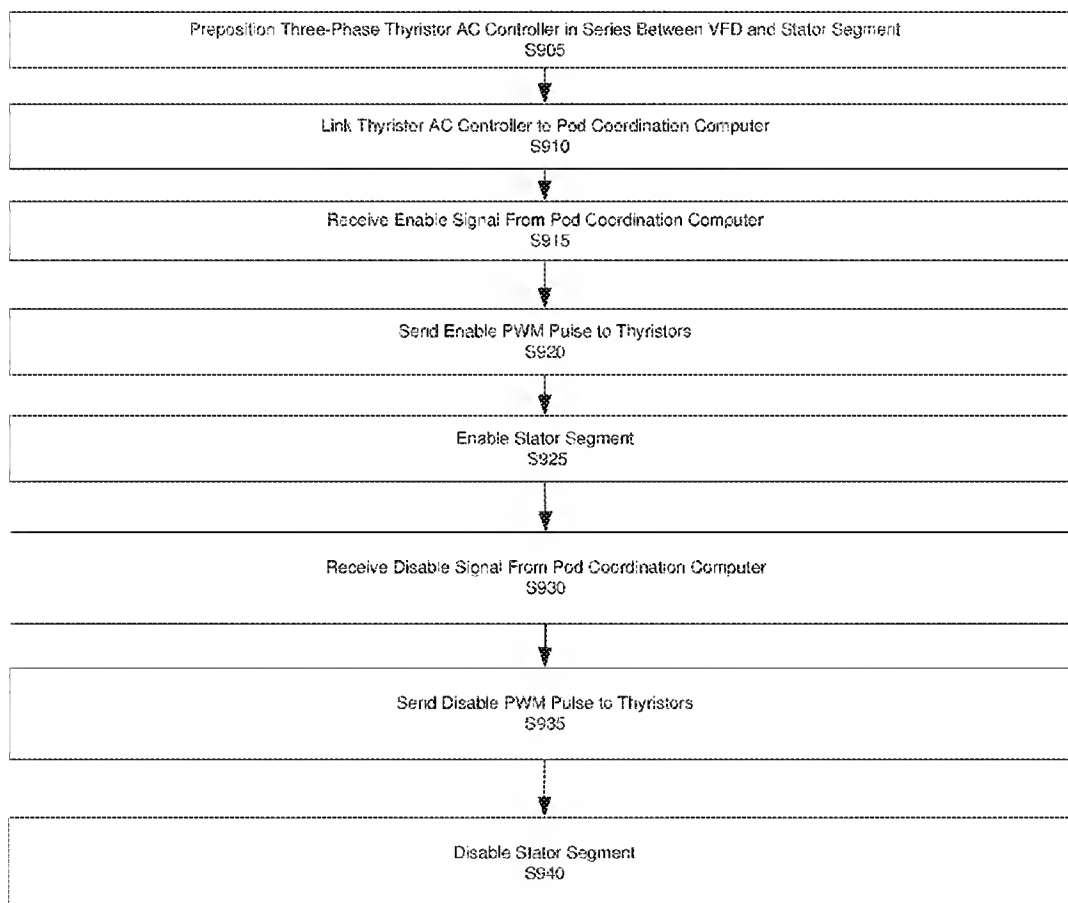 Preposition Three-Phase Thyristor AC Controller in Series Between VFD and Stator Segment
S905
Link Thyristor AC Controller to Pod Coordination Computer
S910
Receive Enable Signal From Pod Coordination Computer
S915
Send Enable PWM Pulse to Thyristors
S920
Enable Stator Segment
S925
Receive Disable Signal From Pod Coordination Computer
S930
Send Disable PWM Pulse to Thyristors
S935
Disable Stator Segment
S940